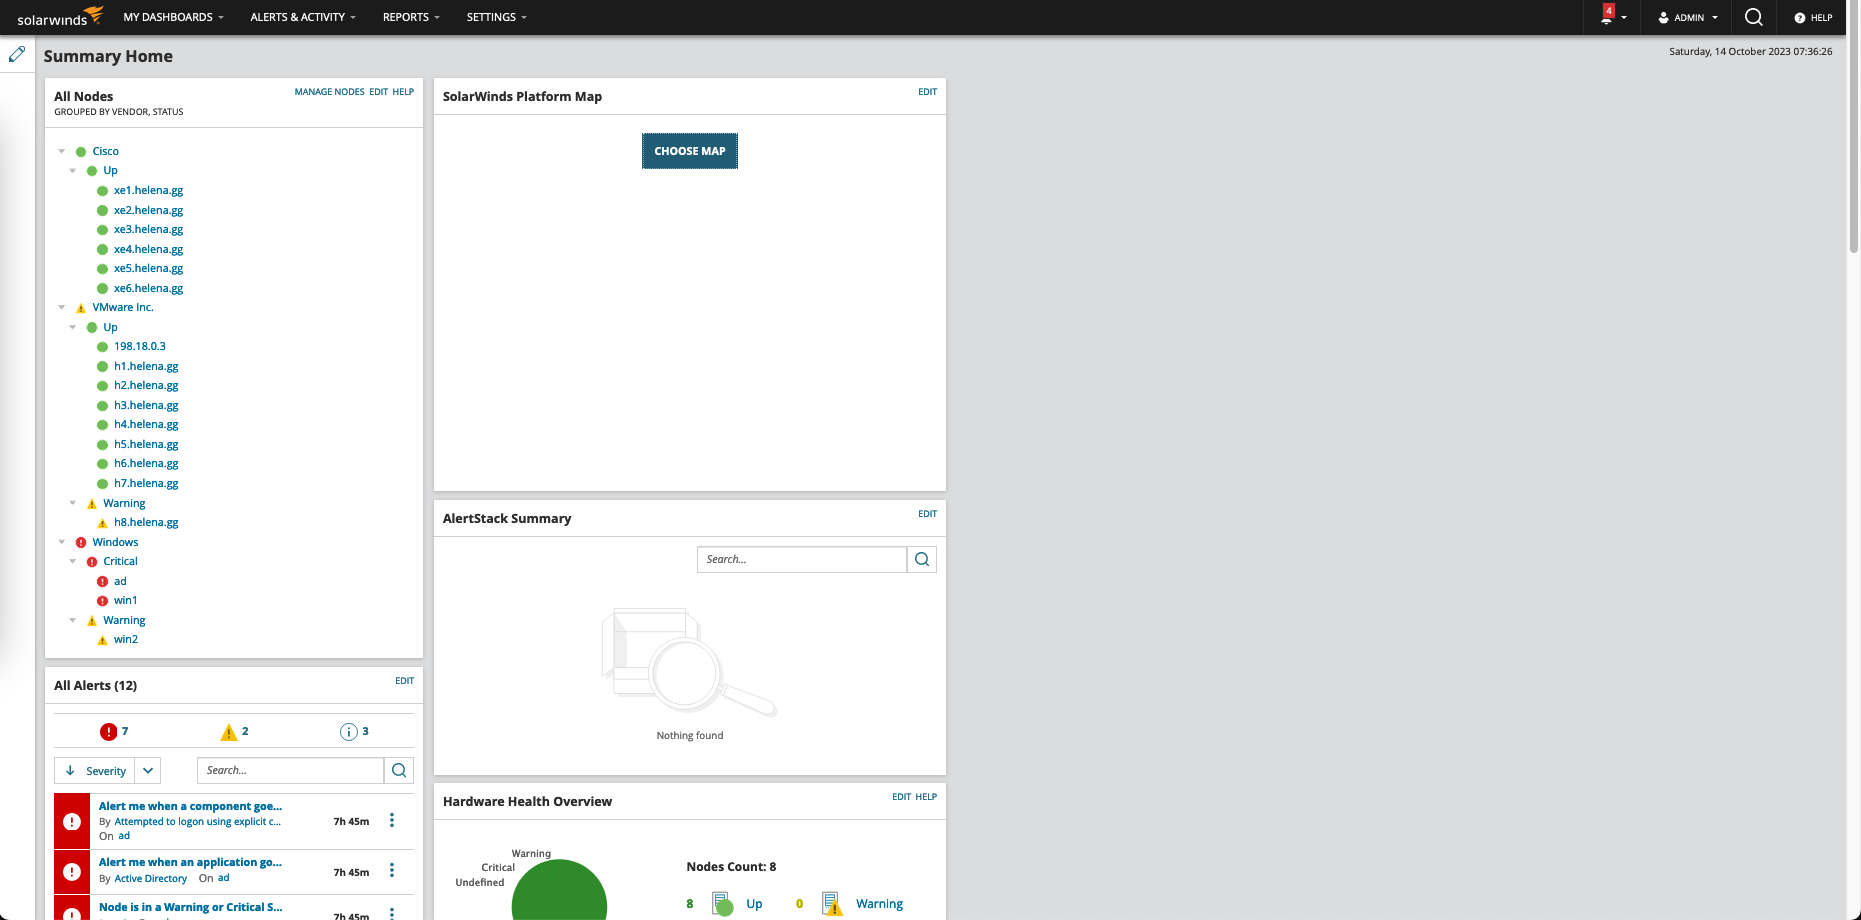 solarwinds MY DASHBOARDS ALERTS & ACTIVITY REPORTS SETTINGS 4 ADMIN HELP
Summary Home
Saturday, 14 October 2023 07:36:26
All Nodes
MANAGE NODES EDIT HELP
GROUPED BY VENDOR, STATUS
Cisco
Up
xe1.helena.gg
xe2.helena.gg
xe3.helena.gg
xe4.helena.gg
xe5.helena.gg
xe6.helena.gg
VMware Inc.
Up
198.18.0.3
h1.helena.gg
h2.helena.gg
h3.helena.gg
h4.helena.gg
h5.helena.gg
h6.helena.gg
h7.helena.gg
Warning
h8.helena.gg
Windows
Critical
ad
win1
Warning
win2
All Alerts (12)
EDIT
7 2 3
Severity Search...
Alert me when a component goe...
By Attempted to logon using explicit c...
On ad
7h 45m
Alert me when an application go...
By Active Directory On ad
7h 45m
Node is in a Warning or Critical S...
7h 45m
SolarWinds Platform Map
EDIT
CHOOSE MAP
AlertStack Summary
EDIT
Search...
Nothing found
Hardware Health Overview
EDIT HELP
Warning
Critical
Undefined
Nodes Count: 8
8 Up 0 Warning